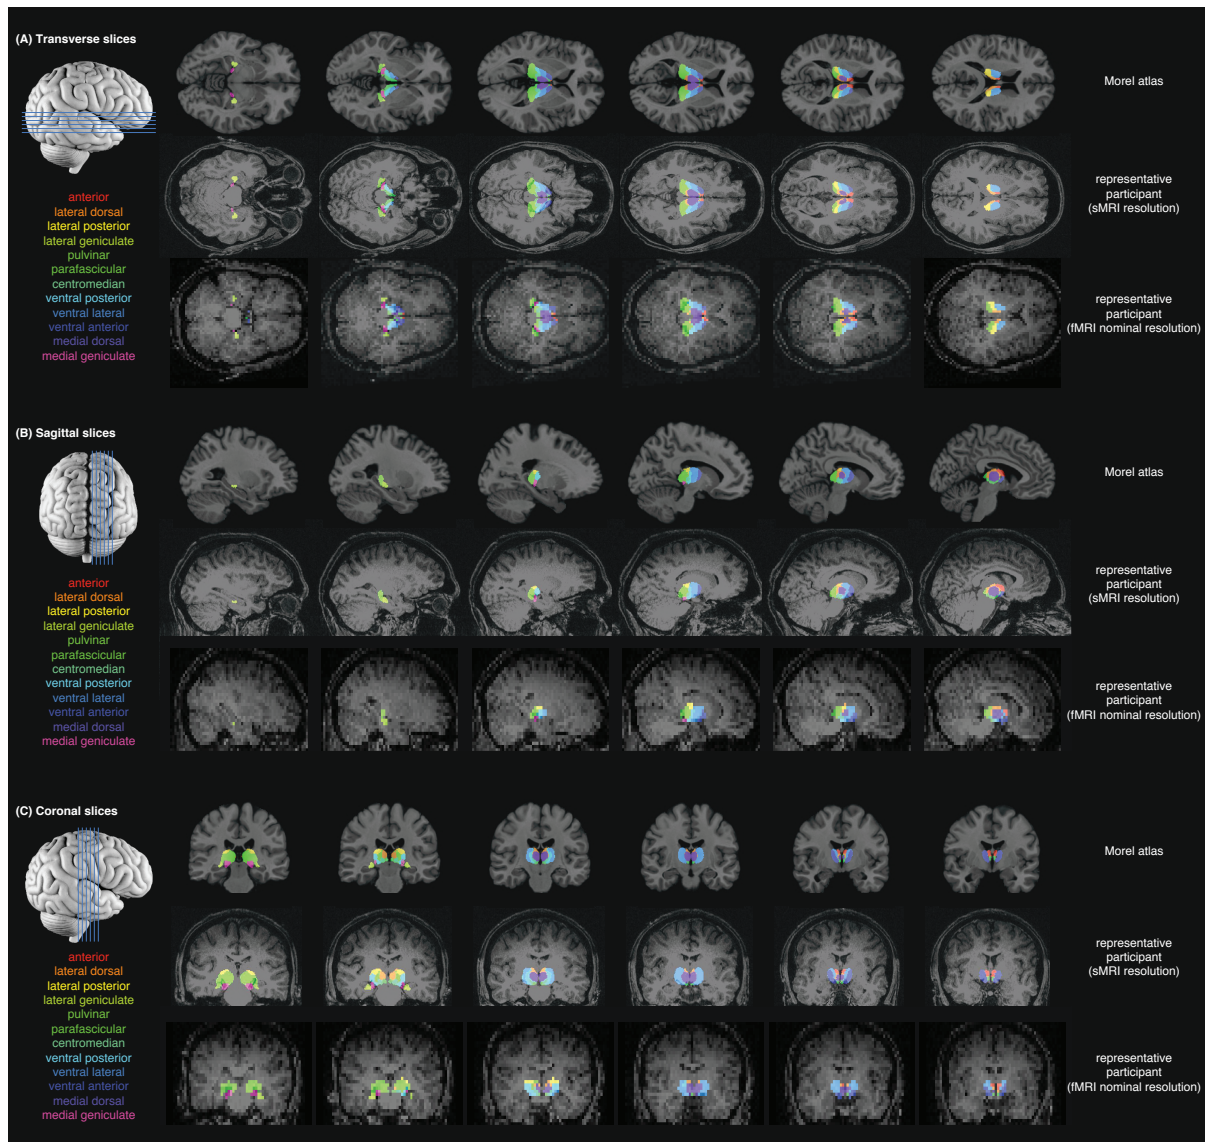 (A) Transverse slices
anterior
lateral dorsal
lateral posterior
lateral geniculate
pulvinar
parafascicular
centromedian
ventral posterior
ventral lateral
ventral anterior
medial dorsal
medial geniculate
Morel atlas
representative
participant
(sMRI resolution)
representative
participant
(fMRI nominal resolution)
(B) Sagittal slices
anterior
lateral dorsal
lateral posterior
lateral geniculate
pulvinar
parafascicular
centromedian
ventral posterior
ventral lateral
ventral anterior
medial dorsal
medial geniculate
Morel atlas
representative
participant
(sMRI resolution)
representative
participant
(fMRI nominal resolution)
(C) Coronal slices
anterior
lateral dorsal
lateral posterior
lateral geniculate
pulvinar
parafascicular
centromedian
ventral posterior
ventral lateral
ventral anterior
medial dorsal
medial geniculate
Morel atlas
representative
participant
(sMRI resolution)
representative
participant
(fMRI nominal resolution)